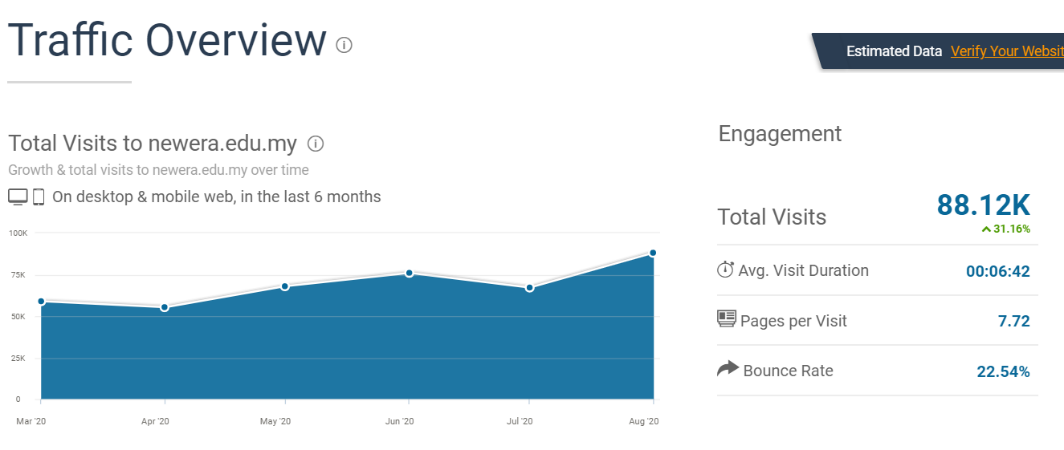 Traffic Overview
Estimated Data Verify Your Websit
Total Visits to newera.edu.my
Growth & total visits to newera.edu.my over time
On desktop & mobile web, in the last 6 months
100K
75K
50K
25K
0
Mar '20 Apr '20 May '20 Jun '20 Jul '20 Aug '20
Engagement
Total Visits 88.12K
31.16%
Avg. Visit Duration 00:06:42
Pages per Visit 7.72
Bounce Rate 22.54%